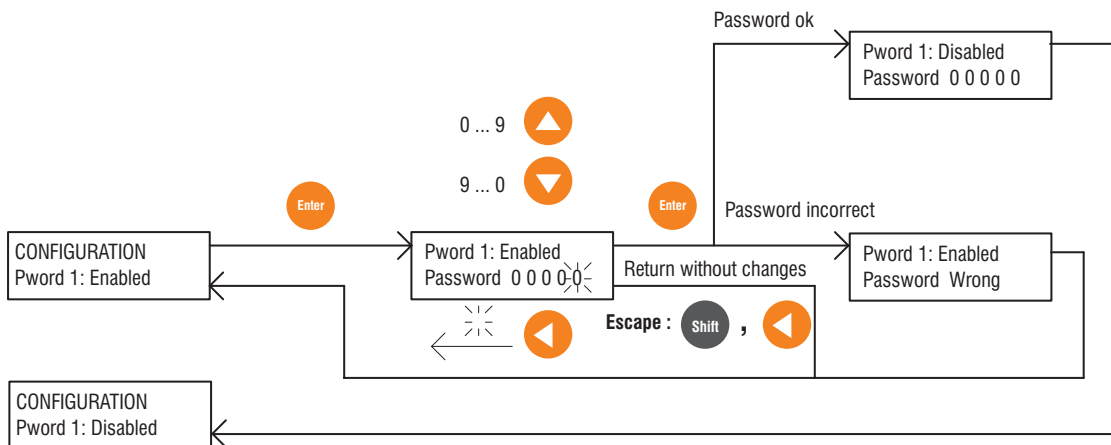 Password ok
Pword 1: Disabled
Password 0 0 0 0 0
0 ... 9
9 ... 0
Enter
Enter
Password incorrect
CONFIGURATION
Pword 1: Enabled
Pword 1: Enabled
Password 0 0 0 0 0
Return without changes
Pword 1: Enabled
Password Wrong
Escape : Shift ,
CONFIGURATION
Pword 1: Disabled